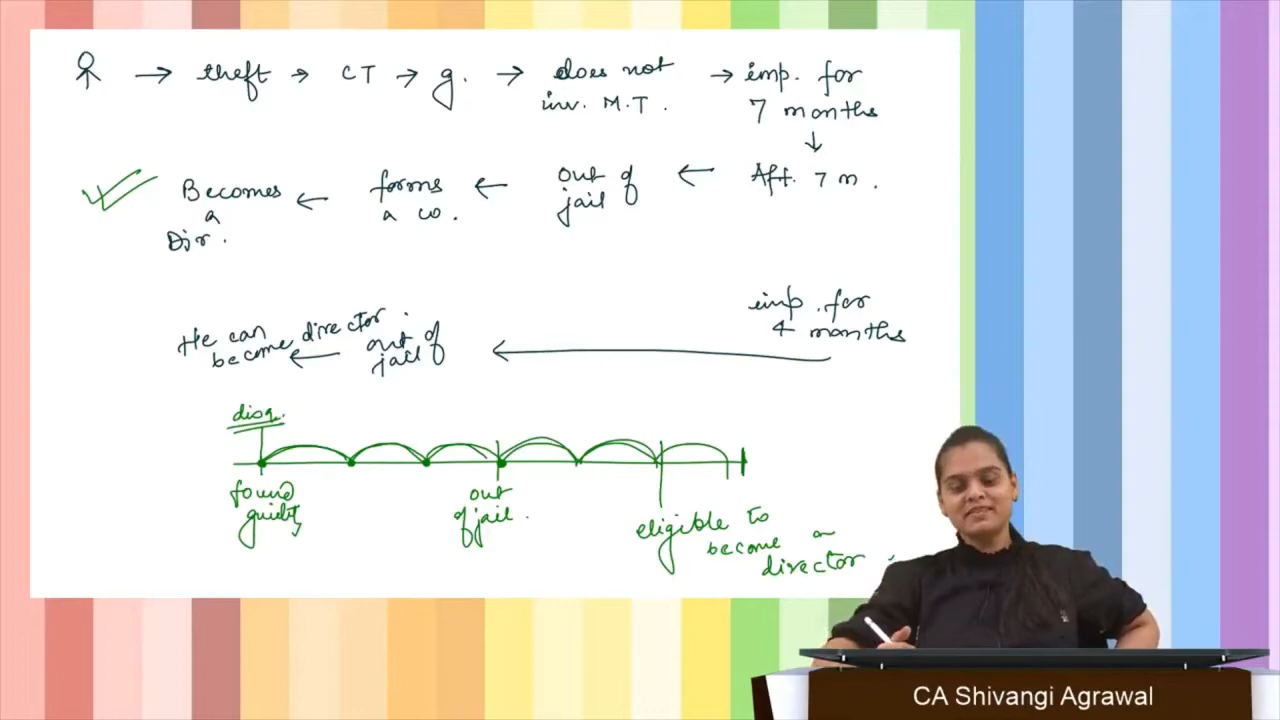 → theft → CT → g. → does not → imp. for
inv. M.T. 7 months
↓
Becomes ← forms ← out of ← Aft. 7 m.
a a co. jail
Dir.
imp. for
4 months
He can become director. ← out of jail ←
disq.
found guilty
out of jail.
eligible to become a director.
CA Shivangi Agrawal